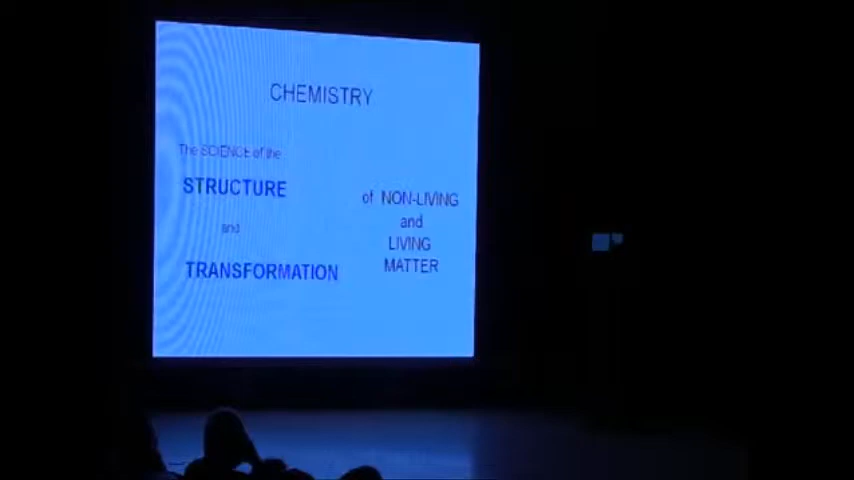 CHEMISTRY
The SCIENCE of the
STRUCTURE
and
TRANSFORMATION
of NON-LIVING
and
LIVING
MATTER